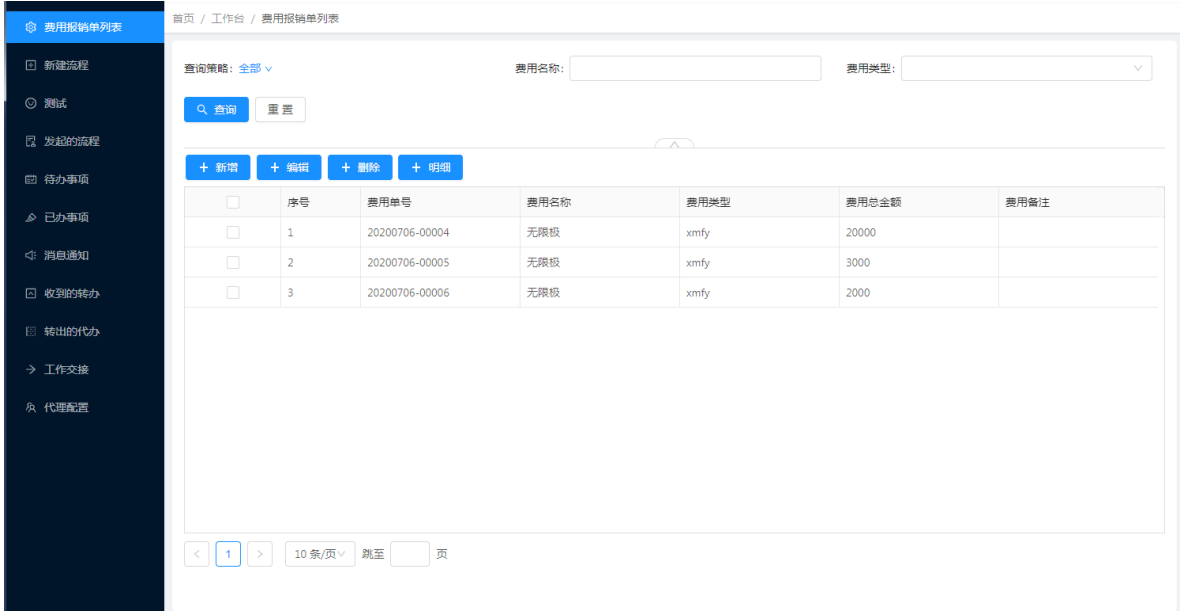 费用报销单列表
新建流程
测试
发起的流程
待办事项
已办事项
消息通知
收到的转办
转出的代办
工作交接
代理配置
首页 / 工作台 / 费用报销单列表
查询策略: 全部 费用名称: 费用类型:
查询 重置
新增 编辑 删除 明细
序号 费用单号 费用名称 费用类型 费用总金额 费用备注
1 20200706-00004 无限极 xmfy 20000
2 20200706-00005 无限极 xmfy 3000
3 20200706-00006 无限极 xmfy 2000
< 1 > 10 条/页 跳至 页